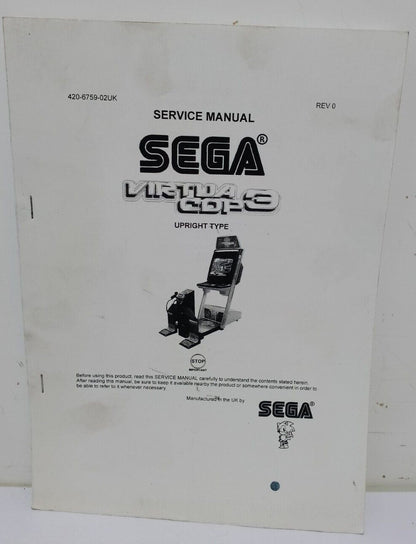 420-6759-02UK
REV 0
SERVICE MANUAL
SEGA®
VIRTUA
COP 3
UPRIGHT TYPE
STOP
IMPORTANT
Before using this product, read this SERVICE MANUAL carefully to understand the contents stated herein.
After reading this manual, be sure to keep it available nearby the product or somewhere convenient in order to
be able to refer to it whenever necessary.
Manufactured in the UK by
SEGA®